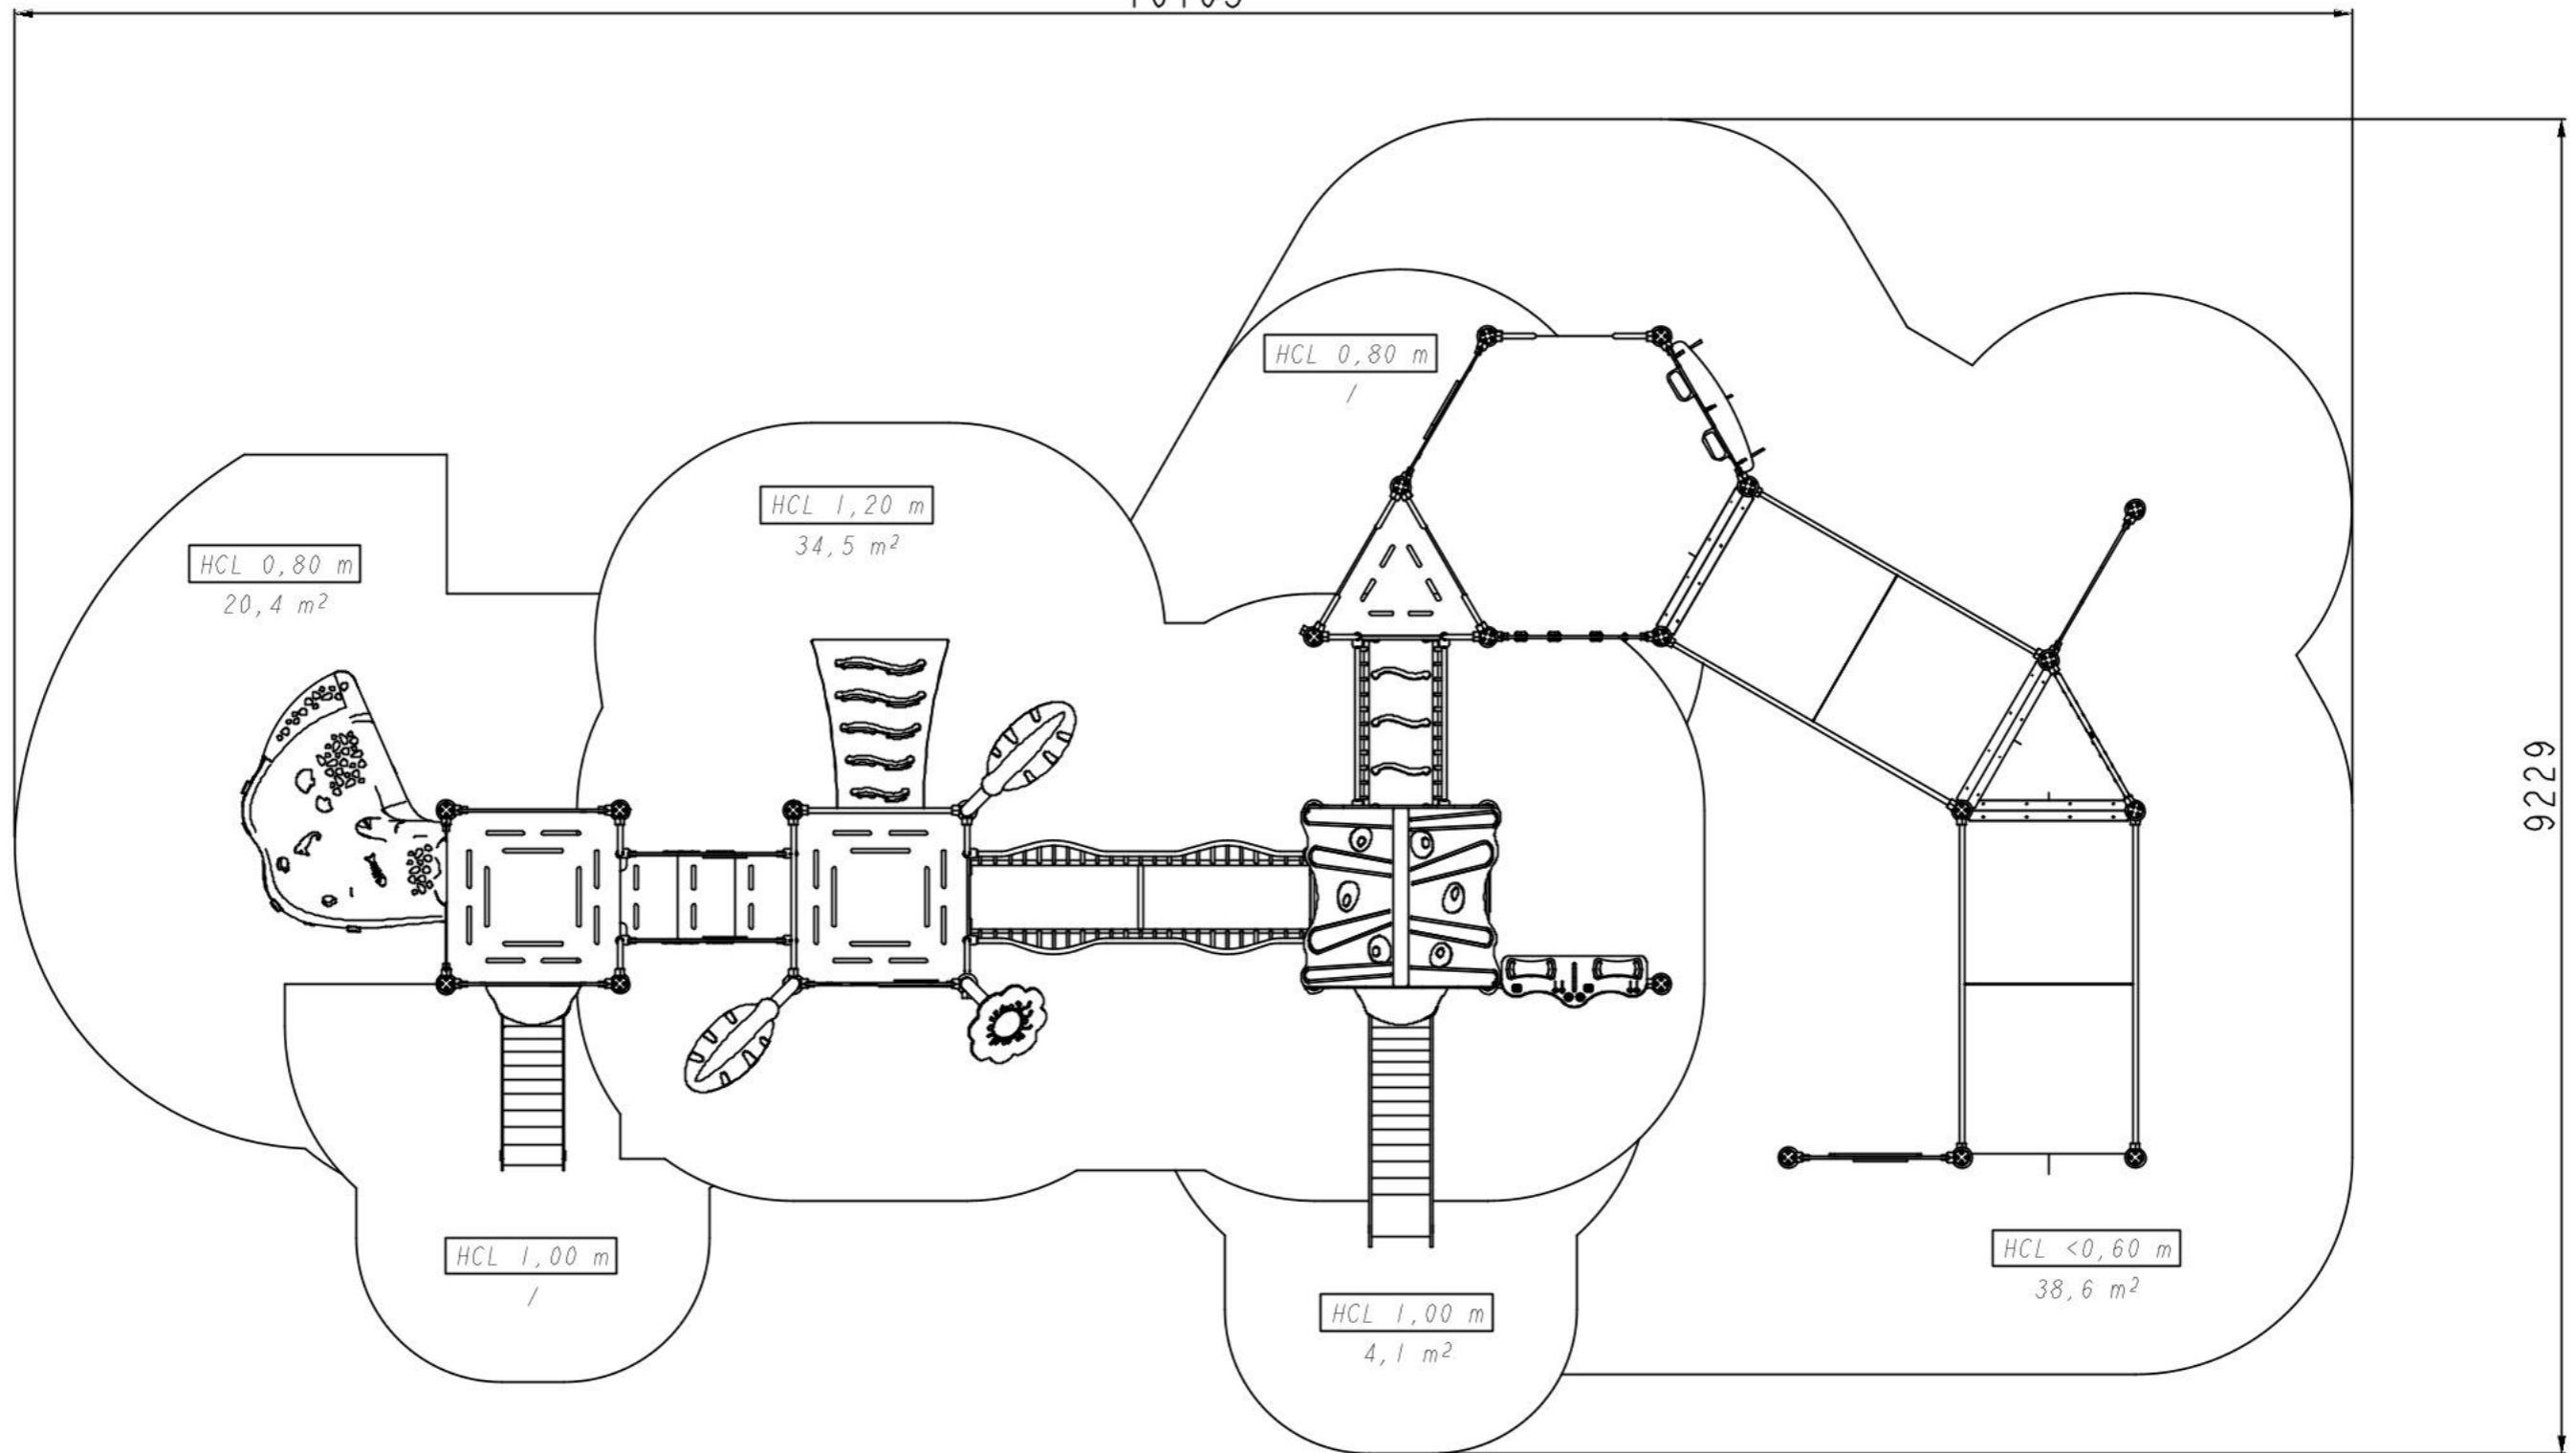 HCL 0,80 m
/
HCL 1,20 m
34,5 m²
HCL 0,80 m
20,4 m²
9229
HCL 1,00 m
/
HCL <0,60 m
38,6 m²
HCL 1,00 m
4,1 m²